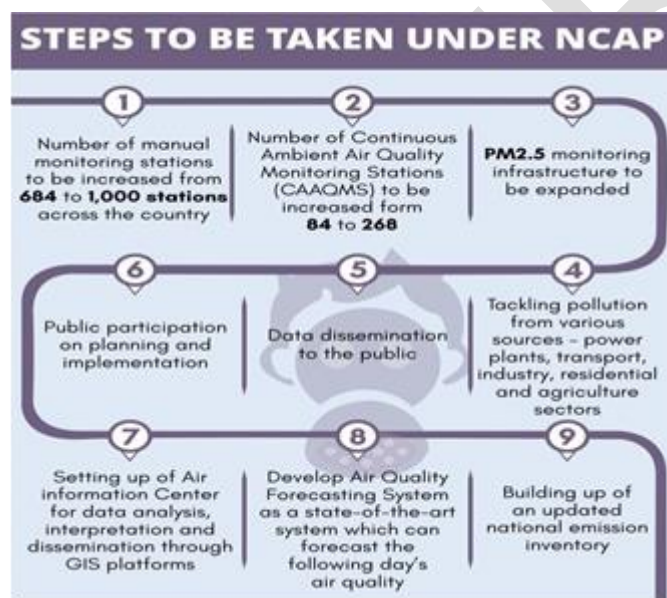 STEPS TO BE TAKEN UNDER NCAP
1
Number of manual
monitoring stations
to be increased from
684 to 1,000 stations
across the country
2
Number of Continuous
Ambient Air Quality
Monitoring Stations
(CAAQMS) to be
increased form
84 to 268
3
PM2.5 monitoring
infrastructure to
be expanded
4
Tackling pollution
from various
sources – power
plants, transport,
industry, residential
and agriculture
sectors
5
Data dissemination
to the public
6
Public participation
on planning and
implementation
7
Setting up of Air
information Center
for data analysis,
interpretation and
dissemination through
GIS platforms
8
Develop Air Quality
Forecasting System
as a state-of-the-art
system which can
forecast the
following day's
air quality
9
Building up of
an updated
national emission
inventory